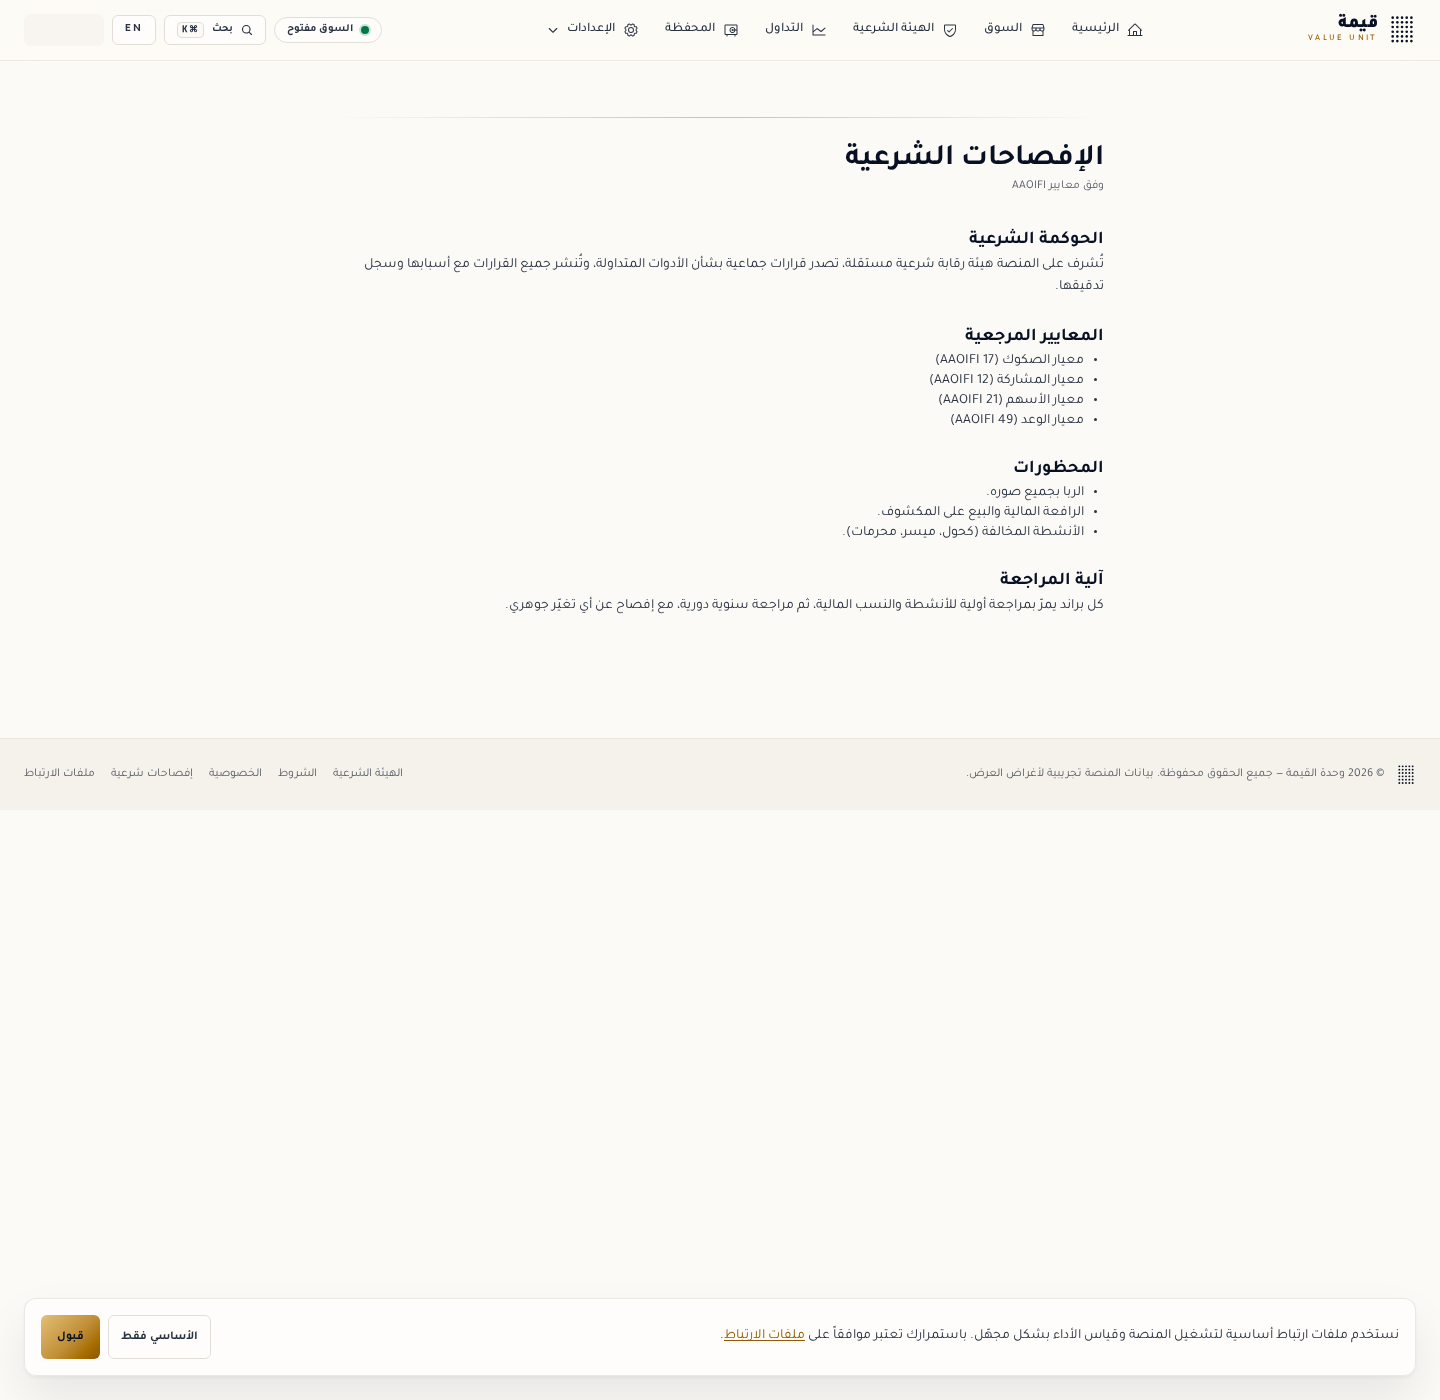 قيمة
VALUE UNIT
الرئيسية
السوق
الهيئة الشرعية
التداول
المحفظة
الإعدادات
السوق مفتوح
بحث ⌘K
EN
الإفصاحات الشرعية
وفق معايير AAOIFI
الحوكمة الشرعية
تُشرف على المنصة هيئة رقابة شرعية مستقلة، تصدر قرارات جماعية بشأن الأدوات المتداولة، وتُنشر جميع القرارات مع أسبابها وسجل
تدقيقها.
المعايير المرجعية
• معيار الصكوك (AAOIFI 17)
• معيار المشاركة (AAOIFI 12)
• معيار الأسهم (AAOIFI 21)
• معيار الوعد (AAOIFI 49)
المحظورات
• الربا بجميع صوره.
• الرافعة المالية والبيع على المكشوف.
• الأنشطة المخالفة (كحول، ميسر، محرمات).
آلية المراجعة
كل براند يمرّ بمراجعة أولية للأنشطة والنسب المالية، ثم مراجعة سنوية دورية، مع إفصاح عن أي تغيّر جوهري.
© 2026 وحدة القيمة — جميع الحقوق محفوظة. بيانات المنصة تجريبية لأغراض العرض.
الهيئة الشرعية
الشروط
الخصوصية
إفصاحات شرعية
ملفات الارتباط
نستخدم ملفات ارتباط أساسية لتشغيل المنصة وقياس الأداء بشكل مجهّل. باستمرارك تعتبر موافقاً على ملفات الارتباط.
الأساسي فقط
قبول